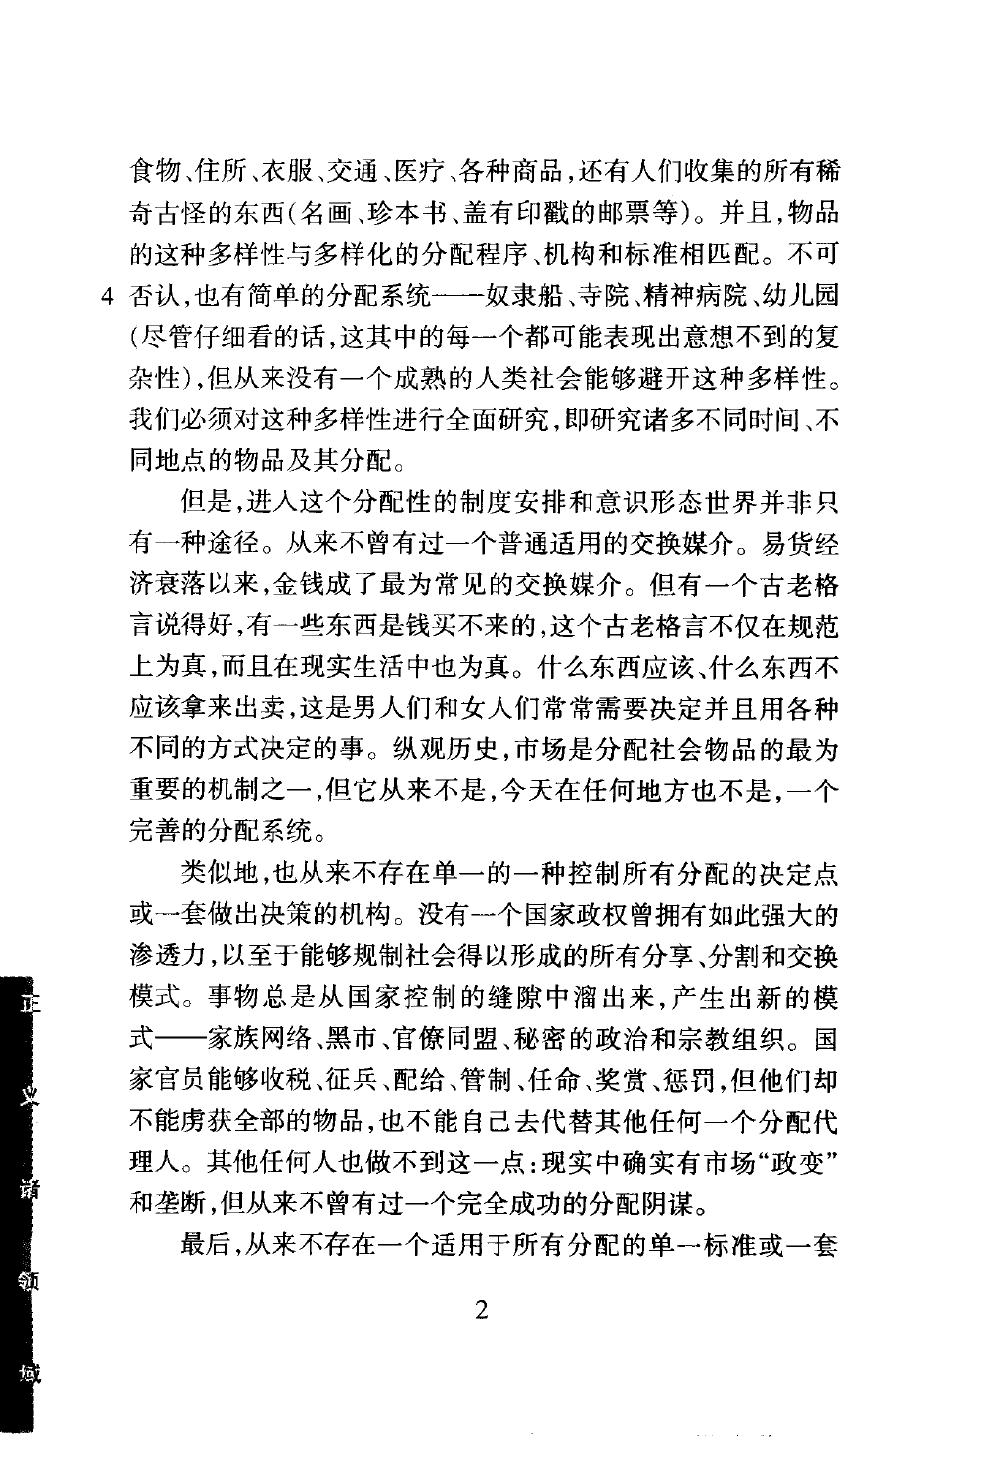 食物、住所、衣服、交通、医疗、各种商品,还有人们收集的所有稀
奇古怪的东西(名画、珍本书、盖有印戳的邮票等)。并且,物品
的这种多样性与多样化的分配程序、机构和标准相匹配。不可
4 否认,也有简单的分配系统——奴隶船、寺院、精神病院、幼儿园
(尽管仔细看的话,这其中的每一个都可能表现出意想不到的复
杂性),但从来没有一个成熟的人类社会能够避开这种多样性。
我们必须对这种多样性进行全面研究,即研究诸多不同时间、不
同地点的物品及其分配。
但是,进入这个分配性的制度安排和意识形态世界并非只
有一种途径。从来不曾有过一个普通适用的交换媒介。易货经
济衰落以来,金钱成了最为常见的交换媒介。但有一个古老格
言说得好,有一些东西是钱买不来的,这个古老格言不仅在规范
上为真,而且在现实生活中也为真。什么东西应该、什么东西不
应该拿来出卖,这是男人们和女人们常常需要决定并且用各种
不同的方式决定的事。纵观历史,市场是分配社会物品的最为
重要的机制之一,但它从来不是,今天在任何地方也不是,一个
完善的分配系统。
类似地,也从来不存在单一的一种控制所有分配的决定点
或一套做出决策的机构。没有一个国家政权曾拥有如此强大的
渗透力,以至于能够规制社会得以形成的所有分享、分割和交换
模式。事物总是从国家控制的缝隙中溜出来,产生出新的模
式——家族网络、黑市、官僚同盟、秘密的政治和宗教组织。国
家官员能够收税、征兵、配给、管制、任命、奖赏、惩罚,但他们却
不能虏获全部的物品,也不能自己去代替其他任何一个分配代
理人。其他任何人也做不到这一点:现实中确实有市场“政变”
和垄断,但从来不曾有过一个完全成功的分配阴谋。
最后,从来不存在一个适用于所有分配的单一标准或一套
2
正
义
诸
领
域